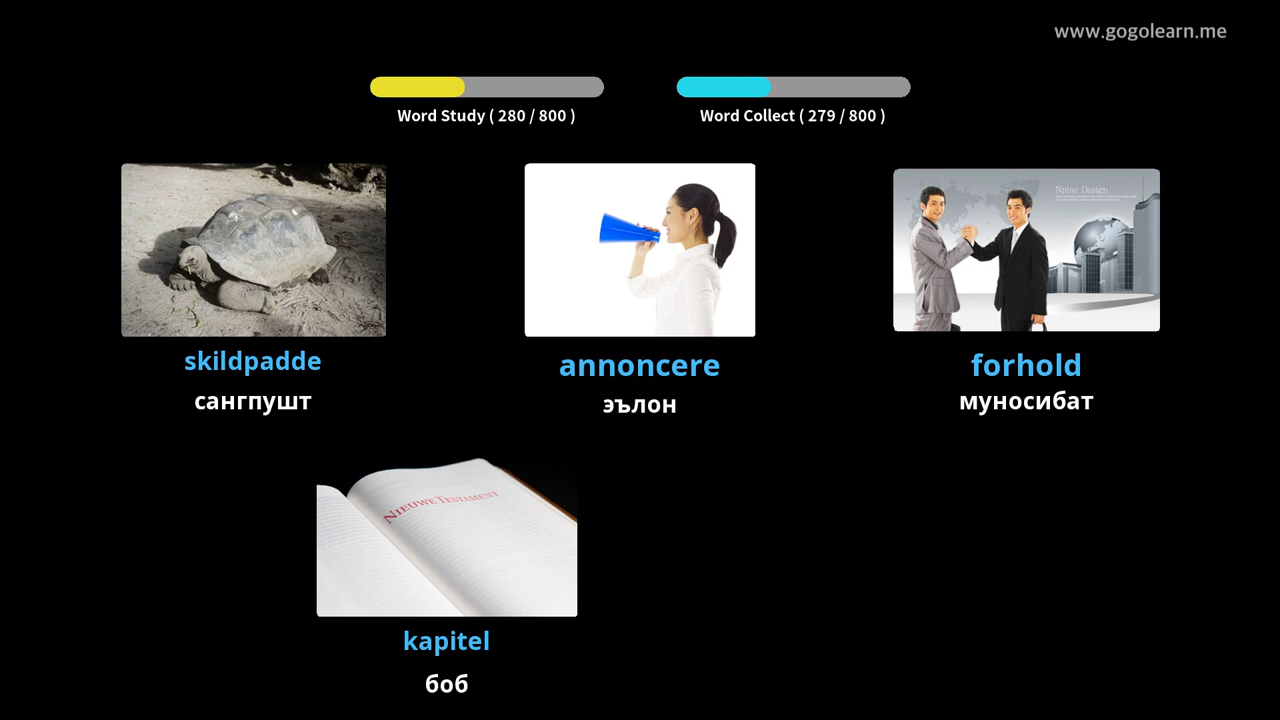 www.gogolearn.me
Word Study ( 280 / 800 )
Word Collect ( 279 / 800 )
Npine Dosign
skildpadde
annoncere
forhold
сангпушт
эълон
муносибат
NIEUWE TESTAMENT
kapitel
боб